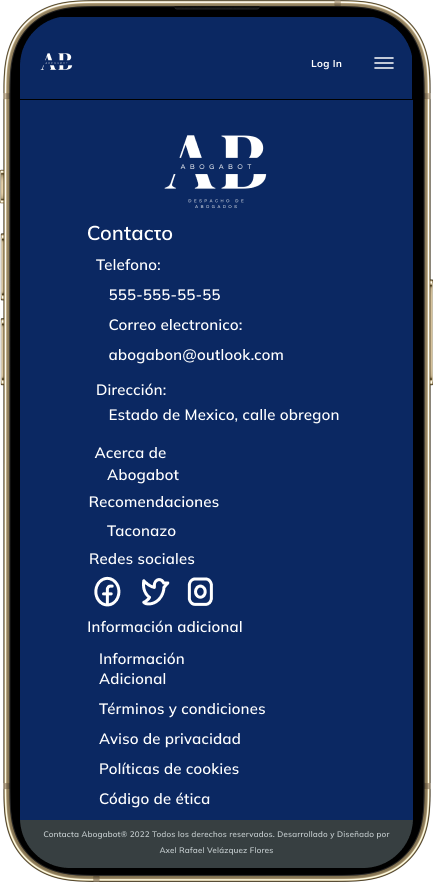 AB
Log In
AB
ABOGABOT
DESPACHO DE
ABOGADOS
Contacto
Telefono:
555-555-55-55
Correo electronico:
abogabon@outlook.com
Dirección:
Estado de Mexico, calle obregon
Acerca de
Abogabot
Recomendaciones
Taconazo
Redes sociales
Información adicional
Información
Adicional
Términos y condiciones
Aviso de privacidad
Políticas de cookies
Código de ética
Contacta Abogabot® 2022 Todos los derechos reservados. Desarrollado y Diseñado por
Axel Rafael Velázquez Flores